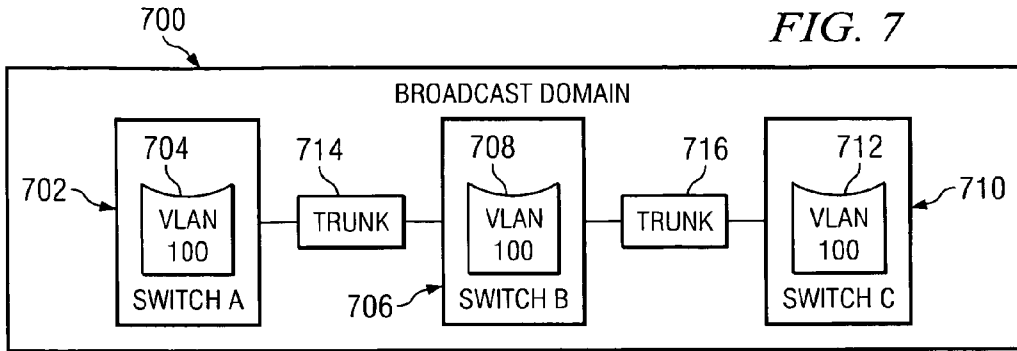 700
FIG. 7
BROADCAST DOMAIN
704
714
708
716
712
702
710
VLAN
100
TRUNK
VLAN
100
TRUNK
VLAN
100
SWITCH A
706
SWITCH B
SWITCH C